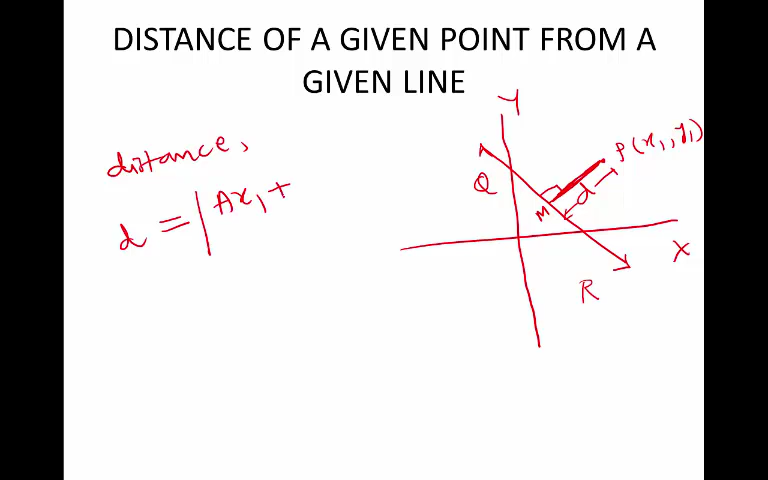 DISTANCE OF A GIVEN POINT FROM A
GIVEN LINE
distance,
d = |Ax₁ +
Y
P(x₁, y₁)
Q
d
M
X
R